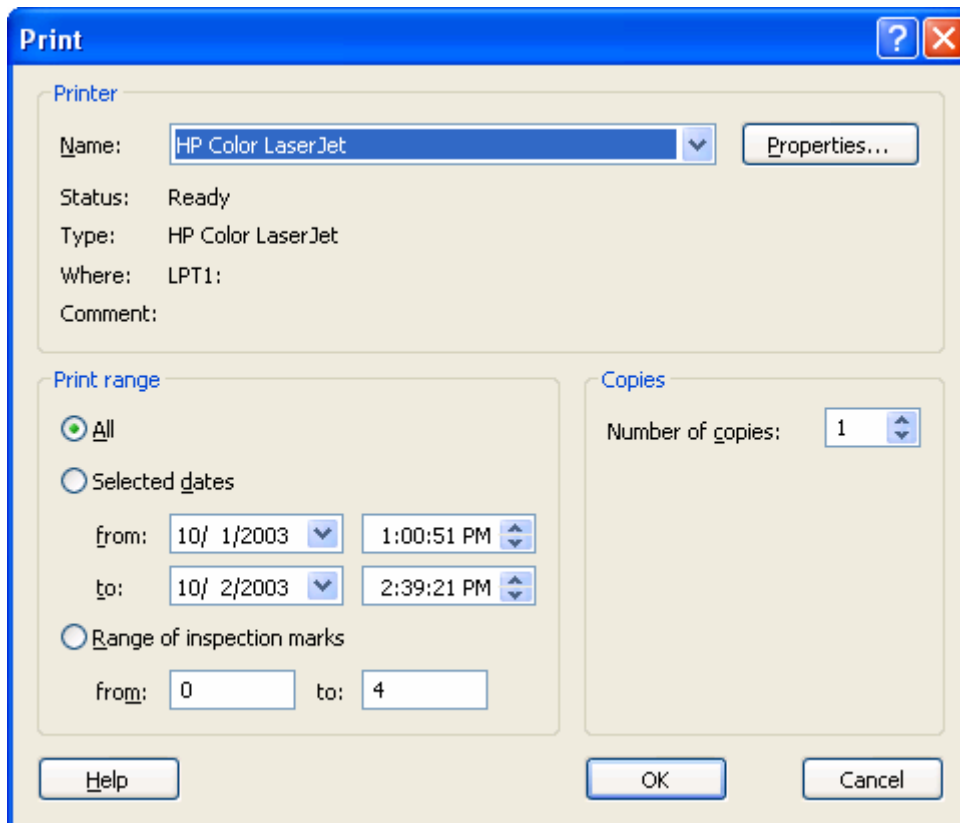 Print
Printer
Name: HP Color LaserJet Properties...
Status: Ready
Type: HP Color LaserJet
Where: LPT1:
Comment:
Print range
All
Selected dates
from: 10/ 1/2003 1:00:51 PM
to: 10/ 2/2003 2:39:21 PM
Range of inspection marks
from: 0 to: 4
Copies
Number of copies: 1
Help OK Cancel